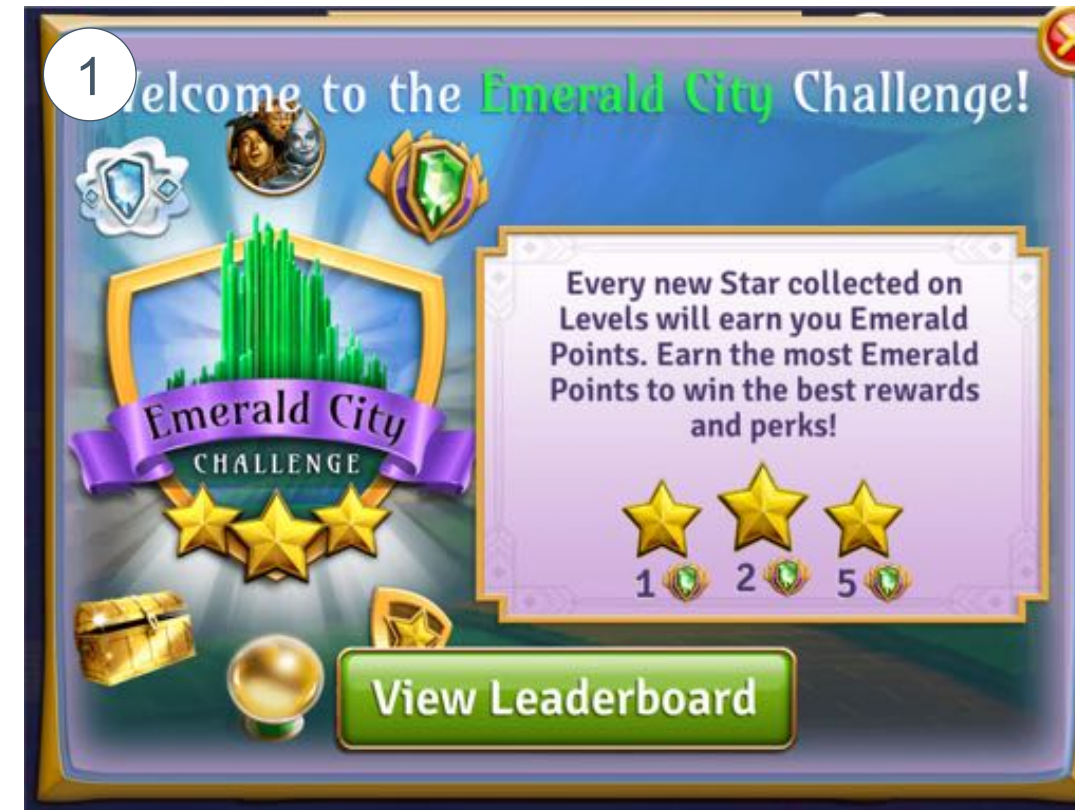 1
Welcome to the Emerald City Challenge!
Emerald City
CHALLENGE
Every new Star collected on
Levels will earn you Emerald
Points. Earn the most Emerald
Points to win the best rewards
and perks!
1 2 5
View Leaderboard